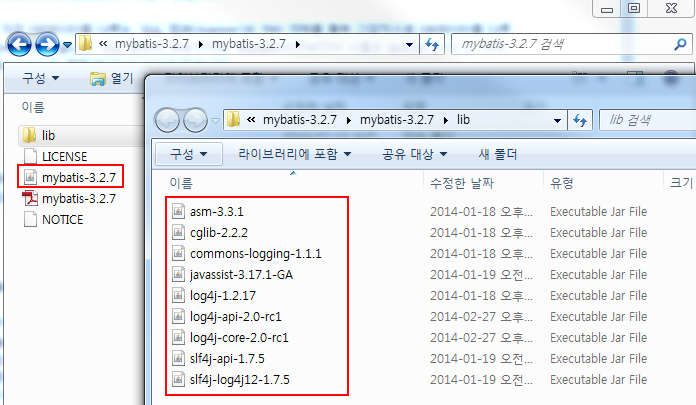 « mybatis-3.2.7 ▸ mybatis-3.2.7 ▸
mybatis-3.2.7 검색
구성 ▼
열기
이름
lib
LICENSE
mybatis-3.2.7
mybatis-3.2.7
NOTICE
« mybatis-3.2.7 ▸ mybatis-3.2.7 ▸ lib
lib 검색
구성 ▼ 라이브러리에 포함 ▼ 공유 대상 ▼ 새 폴더
이름 수정한 날짜 유형 크기
asm-3.3.1 2014-01-18 오후... Executable Jar File
cglib-2.2.2 2014-01-18 오후... Executable Jar File
commons-logging-1.1.1 2014-01-18 오후... Executable Jar File
javassist-3.17.1-GA 2014-01-19 오전... Executable Jar File
log4j-1.2.17 2014-01-18 오후... Executable Jar File
log4j-api-2.0-rc1 2014-02-27 오후... Executable Jar File
log4j-core-2.0-rc1 2014-02-27 오후... Executable Jar File
slf4j-api-1.7.5 2014-01-19 오전... Executable Jar File
slf4j-log4j12-1.7.5 2014-01-19 오전... Executable Jar File